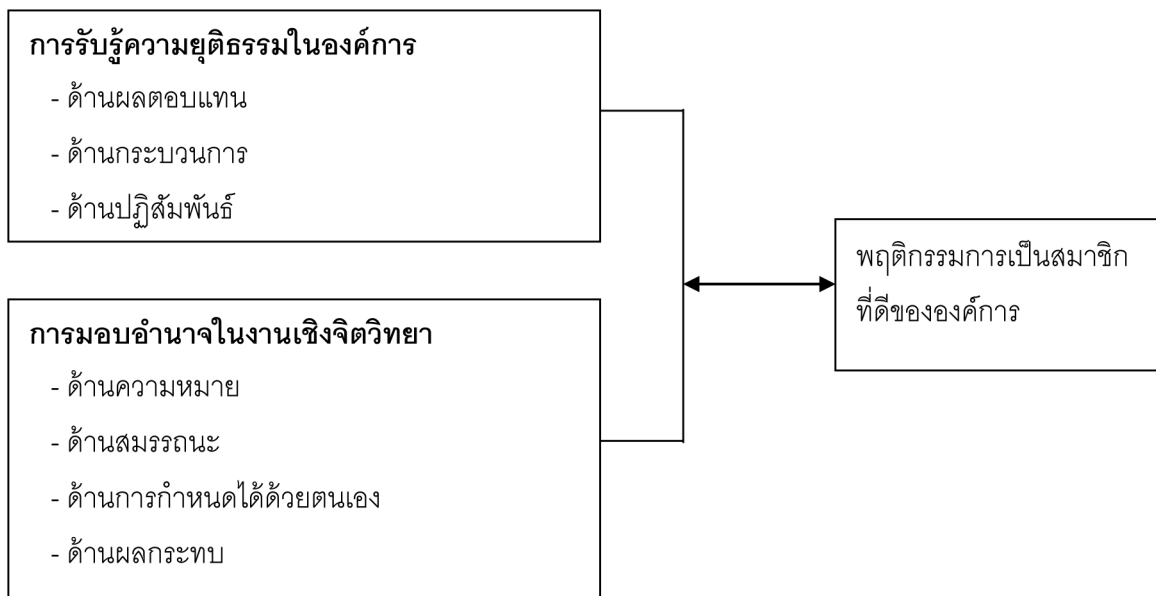 การรับรู้ความยุติธรรมในองค์การ
- ด้านผลตอบแทน
- ด้านกระบวนการ
- ด้านปฏิสัมพันธ์
การมอบอำนาจในงานเชิงจิตวิทยา
- ด้านความหมาย
- ด้านสมรรถนะ
- ด้านการกำหนดได้ด้วยตนเอง
- ด้านผลกระทบ
พฤติกรรมการเป็นสมาชิก
ที่ดีขององค์การ